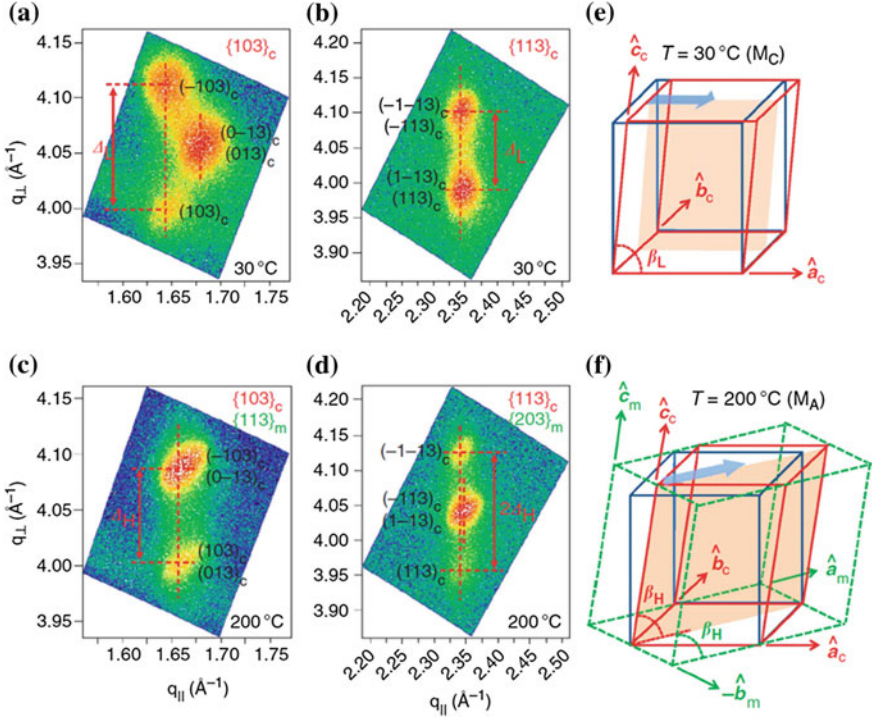 (a)
{103}c
4.15
4.10
4.05
4.00
3.95
q⊥ (Å⁻¹)
(−103)c
(0−13)c
(013)c
(103)c
ΔL
30 °C
1.60 1.65 1.70 1.75
(b)
{113}c
4.20
4.15
4.10
4.05
4.00
3.95
3.90
q⊥ (Å⁻¹)
(−1−13)c
(−113)c
(1−13)c
(113)c
ΔL
30 °C
2.20 2.25 2.30 2.35 2.40 2.45 2.50
(e)
T = 30 °C (MC)
ĉc
b̂c
βL
âc
(c)
{103}c
{113}m
4.15
4.10
4.05
4.00
3.95
q⊥ (Å⁻¹)
(−103)c
(0−13)c
(103)c
(013)c
ΔH
200 °C
1.60 1.65 1.70 1.75
q|| (Å⁻¹)
(d)
{113}c
{203}m
4.20
4.15
4.10
4.05
4.00
3.95
3.90
q⊥ (Å⁻¹)
(−1−13)c
(−113)c
(1−13)c
(113)c
2ΔH
200 °C
2.20 2.25 2.30 2.35 2.40 2.45 2.50
q|| (Å⁻¹)
(f)
T = 200 °C (MA)
ĉm
ĉc
b̂c
âm
βH
βH
âc
−b̂m